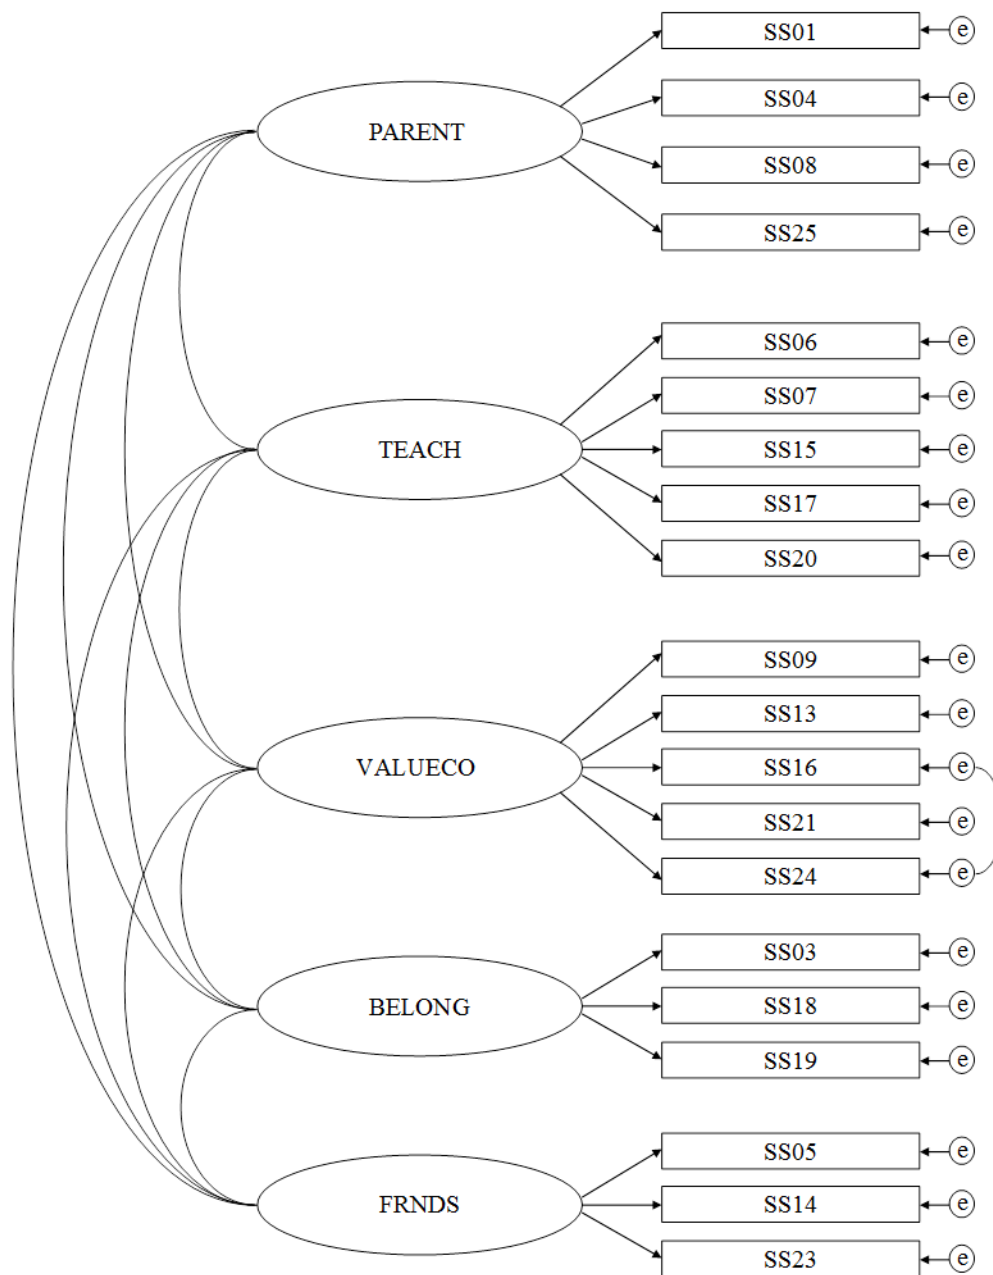 SS01 e
SS04 e
PARENT
SS08 e
SS25 e
SS06 e
SS07 e
TEACH SS15 e
SS17 e
SS20 e
SS09 e
SS13 e
VALUECO SS16 e
SS21 e
SS24 e
SS03 e
BELONG SS18 e
SS19 e
SS05 e
FRNDS SS14 e
SS23 e